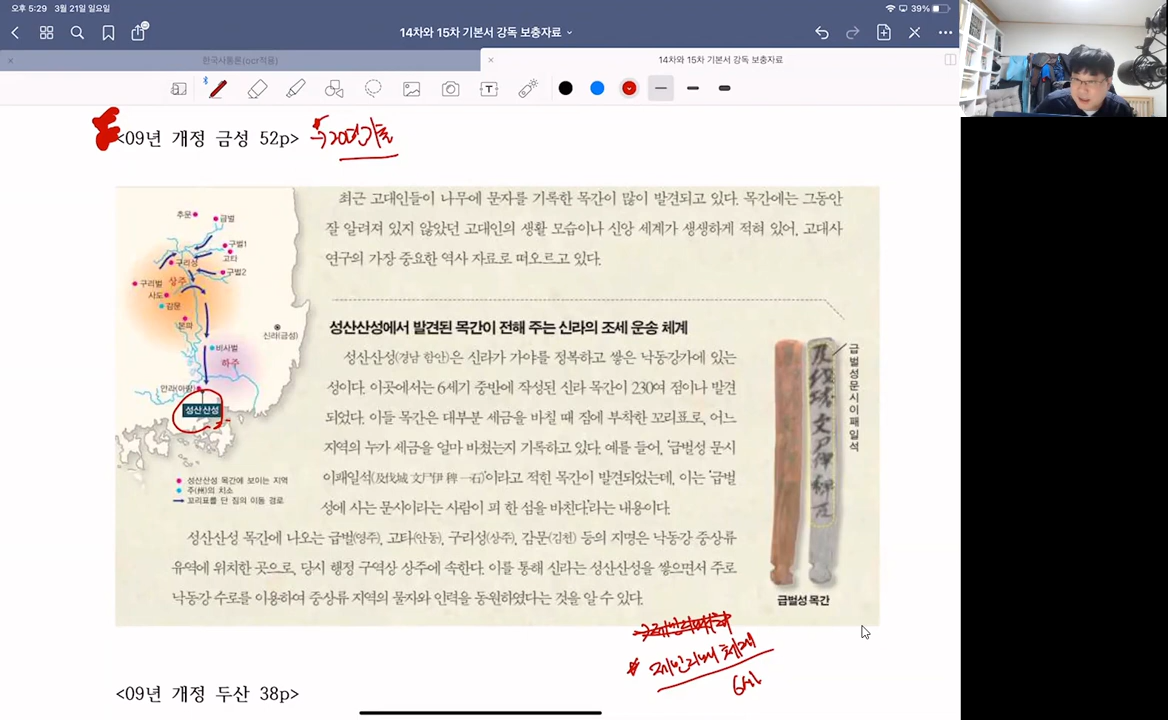 오후 5:29 3월 21일 일요일
39%
14차와 15차 기본서 강독 보충자료
한국사통론(ocr적용)
14차와 15차 기본서 강독 보충자료
T
<09년 개정 금성 52p>
20년기출
최근 고대인들이 나무에 문자를 기록한 목간이 많이 발견되고 있다. 목간에는 그동안
잘 알려져 있지 않았던 고대인의 생활 모습이나 신앙 세계가 생생하게 적혀 있어, 고대사
연구의 가장 중요한 역사 자료로 떠오르고 있다.
추문
급벌
구벌1
고타
구리성
구벌2
구리벌
상주
사도
감문
본파
신라(금성)
비사벌
하주
안라(아라)
성산산성
성산산성 목간에 보이는 지역
주(州)의 치소
꼬리표를 단 짐의 이동 경로
성산산성에서 발견된 목간이 전해 주는 신라의 조세 운송 체계
성산산성(경남 함안)은 신라가 가야를 정복하고 쌓은 낙동강가에 있는
성이다. 이곳에서는 6세기 중반에 작성된 신라 목간이 230여 점이나 발견
되었다. 이들 목간은 대부분 세금을 바칠 때 짐에 부착한 꼬리표로, 어느
지역의 누가 세금을 얼마 바쳤는지 기록하고 있다. 예를 들어, ‘급벌성 문시
이패일석(及伐城 文尸伊 稗 一石)’이라고 적힌 목간이 발견되었는데, 이는 ‘급벌
성에 사는 문시이라는 사람이 피 한 섬을 바친다’라는 내용이다.
성산산성 목간에 나오는 급벌(영주), 고타(안동), 구리성(상주), 감문(김천) 등의 지명은 낙동강 중상류
유역에 위치한 곳으로, 당시 행정 구역상 상주에 속한다. 이를 통해 신라는 성산산성을 쌓으면서 주로
낙동강 수로를 이용하여 중상류 지역의 물자와 인력을 동원하였다는 것을 알 수 있다.
급벌성문시이패일석
급벌성 목간
체제
<09년 개정 두산 38p>